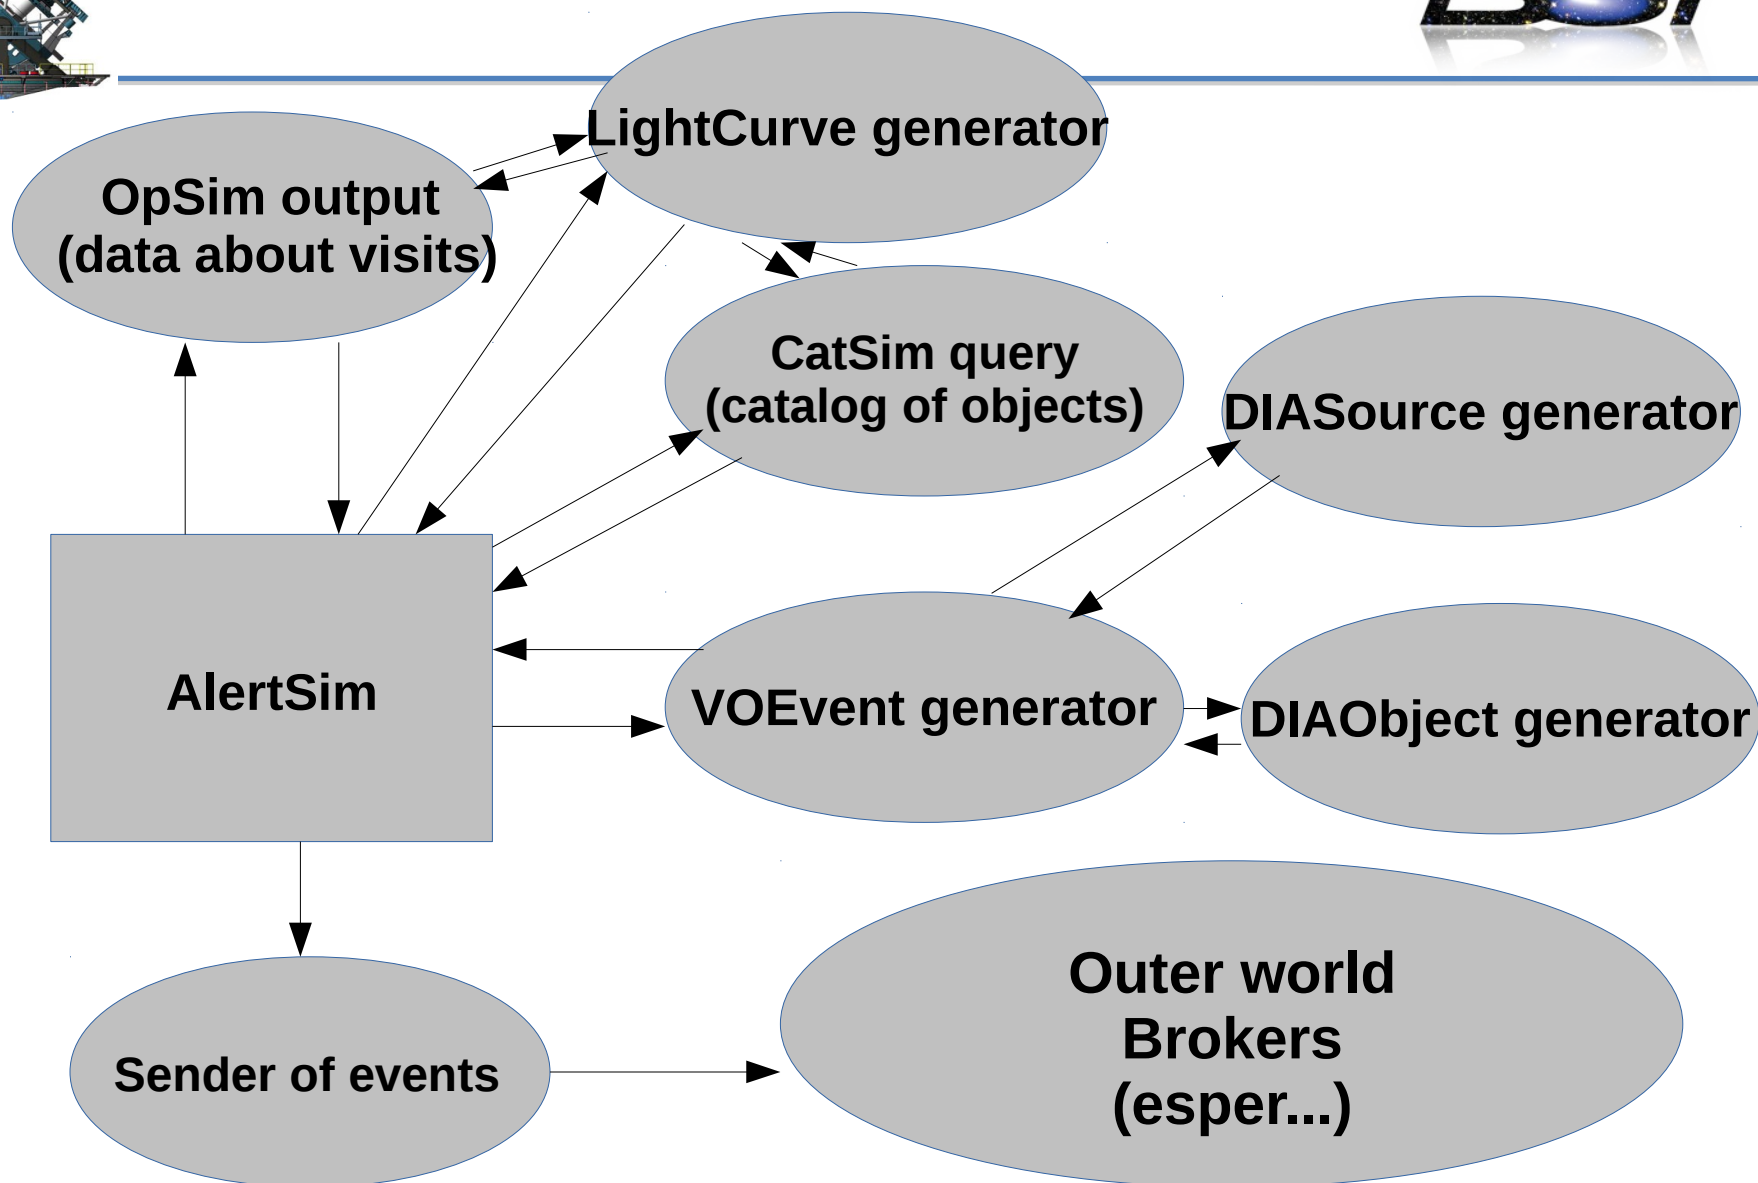 LightCurve generator
OpSim output
(data about visits)
CatSim query
(catalog of objects)
DIASource generator
AlertSim
VOEvent generator
DIAObject generator
Outer world
Brokers
(esper...)
Sender of events